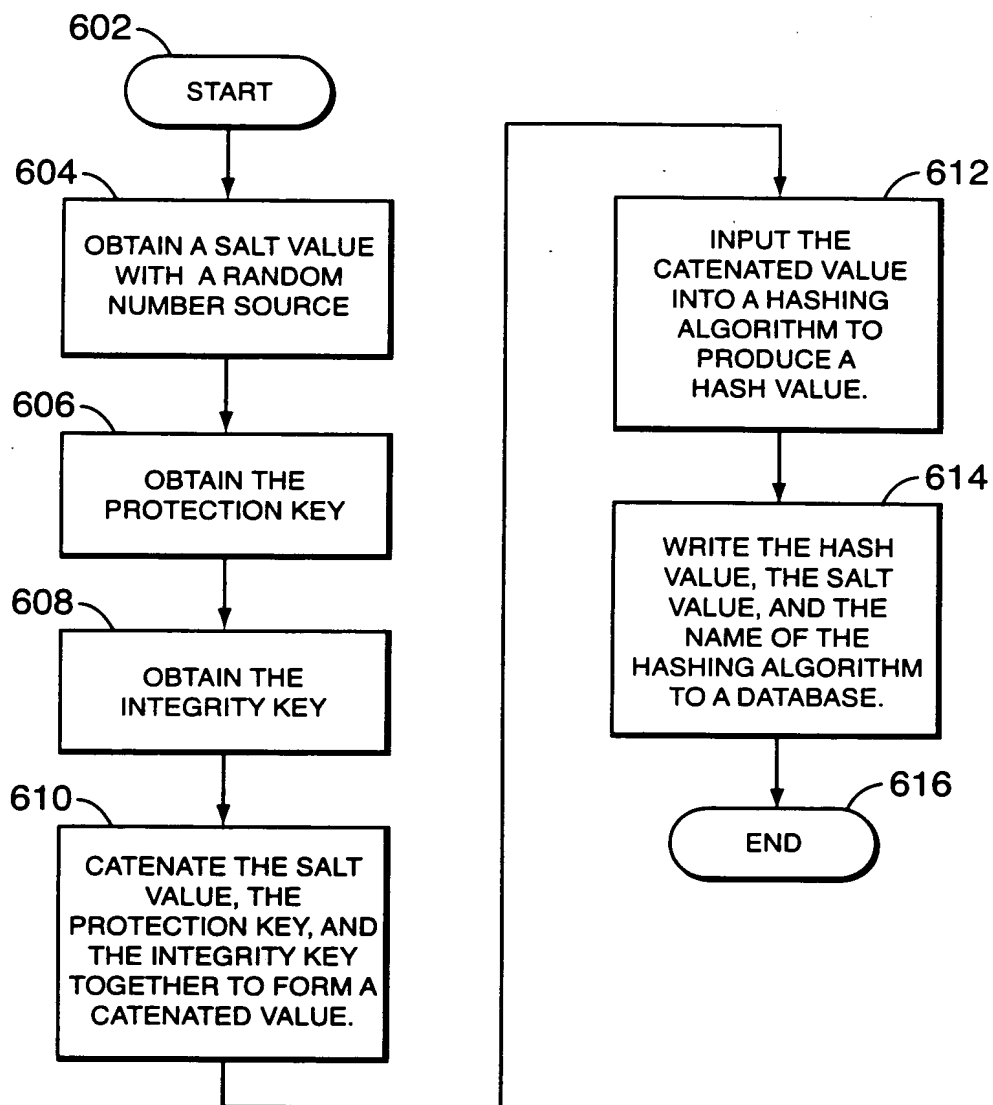 602
START
604
OBTAIN A SALT VALUE
WITH A RANDOM
NUMBER SOURCE
606
OBTAIN THE
PROTECTION KEY
608
OBTAIN THE
INTEGRITY KEY
610
CATENATE THE SALT
VALUE, THE
PROTECTION KEY, AND
THE INTEGRITY KEY
TOGETHER TO FORM A
CATENATED VALUE.
612
INPUT THE
CATENATED VALUE
INTO A HASHING
ALGORITHM TO
PRODUCE A
HASH VALUE.
614
WRITE THE HASH
VALUE, THE SALT
VALUE, AND THE
NAME OF THE
HASHING ALGORITHM
TO A DATABASE.
616
END